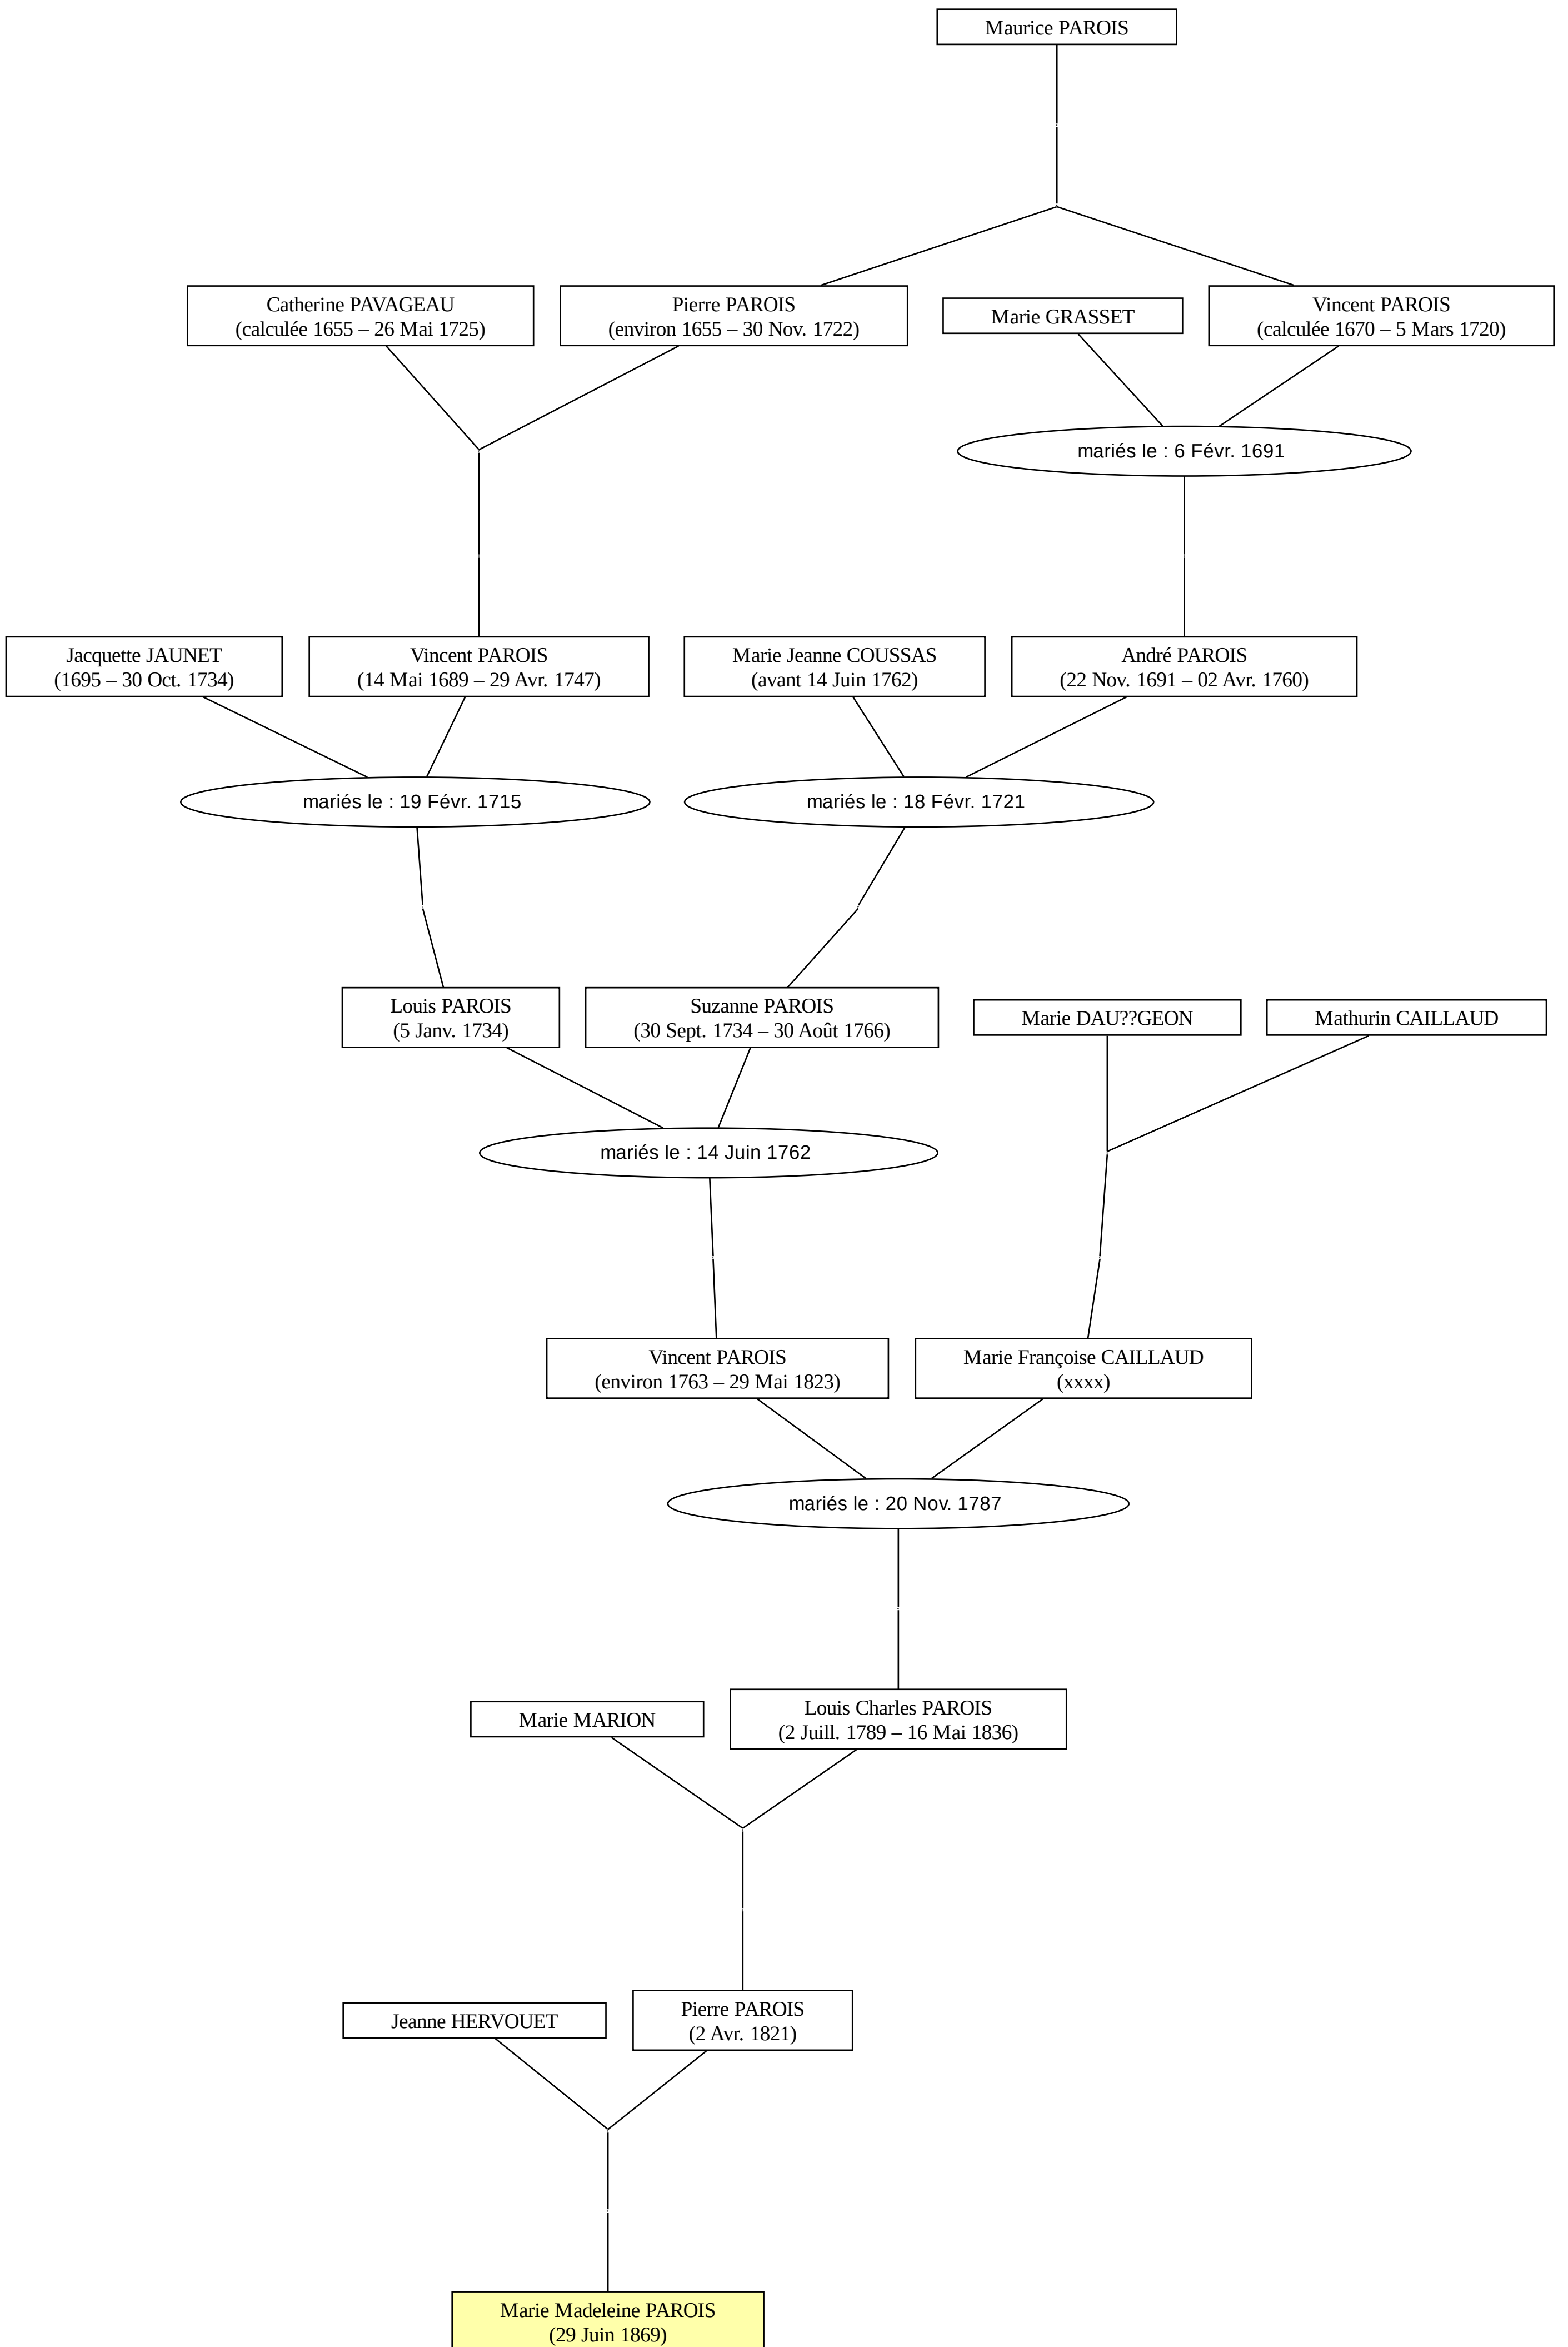 Maurice PAROIS
Catherine PAVAGEAU
(calculée 1655 – 26 Mai 1725)
Pierre PAROIS
(environ 1655 – 30 Nov. 1722)
Marie GRASSET
Vincent PAROIS
(calculée 1670 – 5 Mars 1720)
mariés le : 6 Févr. 1691
Jacquette JAUNET
(1695 – 30 Oct. 1734)
Vincent PAROIS
(14 Mai 1689 – 29 Avr. 1747)
Marie Jeanne COUSSAS
(avant 14 Juin 1762)
André PAROIS
(22 Nov. 1691 – 02 Avr. 1760)
mariés le : 19 Févr. 1715
mariés le : 18 Févr. 1721
Louis PAROIS
(5 Janv. 1734)
Suzanne PAROIS
(30 Sept. 1734 – 30 Août 1766)
Marie DAU??GEON
Mathurin CAILLAUD
mariés le : 14 Juin 1762
Vincent PAROIS
(environ 1763 – 29 Mai 1823)
Marie Françoise CAILLAUD
(xxxx)
mariés le : 20 Nov. 1787
Marie MARION
Louis Charles PAROIS
(2 Juill. 1789 – 16 Mai 1836)
Jeanne HERVOUET
Pierre PAROIS
(2 Avr. 1821)
Marie Madeleine PAROIS
(29 Juin 1869)